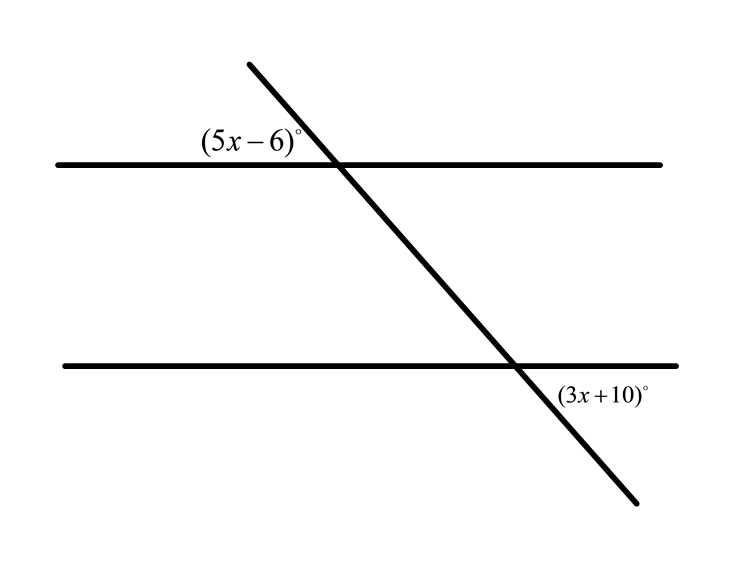 (5x – 6)°
(3x + 10)°